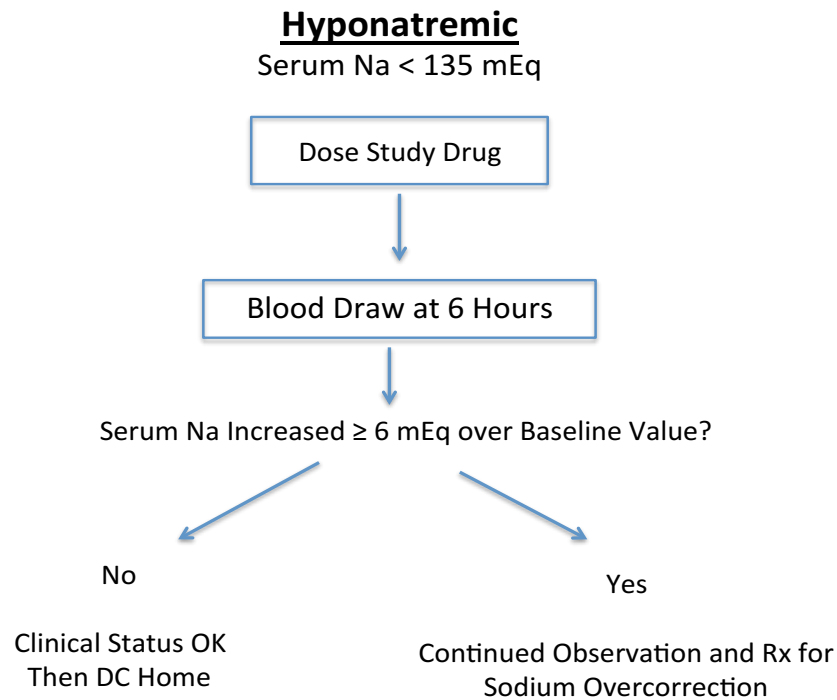 Hyponatremic
Serum Na < 135 mEq
Dose Study Drug
Blood Draw at 6 Hours
Serum Na Increased ≥ 6 mEq over Baseline Value?
No
Yes
Clinical Status OK
Then DC Home
Continued Observation and Rx for
Sodium Overcorrection